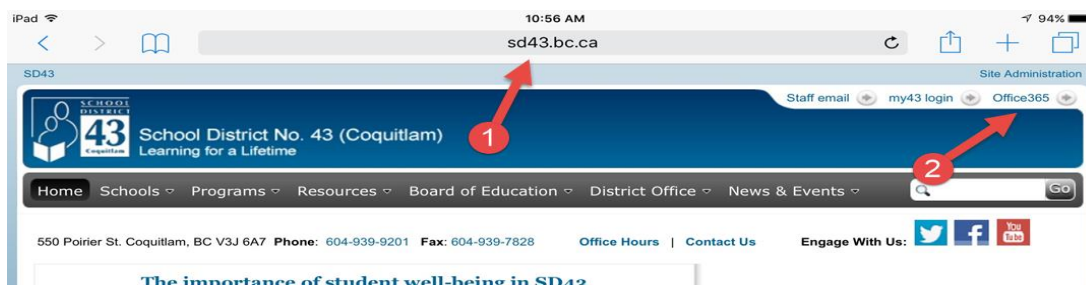 iPad 10:56 AM 94%
sd43.bc.ca
SD43 Site Administration
Staff email my43 login Office365
SCHOOL
DISTRICT
43
Coquitlam
School District No. 43 (Coquitlam)
Learning for a Lifetime
1
2
Home Schools Programs Resources Board of Education District Office News & Events Go
550 Poirier St. Coquitlam, BC V3J 6A7 Phone: 604-939-9201 Fax: 604-939-7828 Office Hours | Contact Us Engage With Us: You Tube
The importance of student well-being in SD43